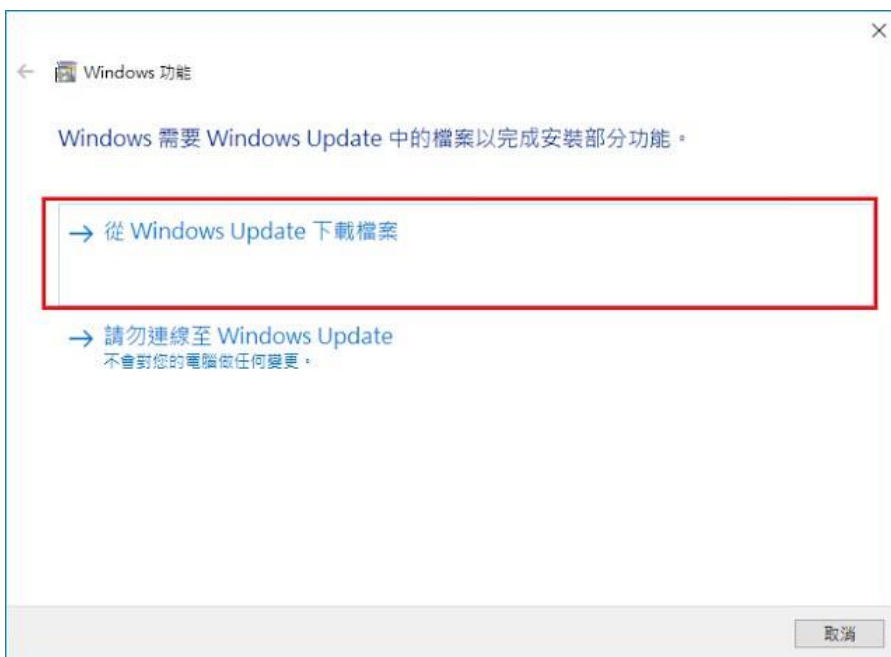 Windows 功能
Windows 需要 Windows Update 中的檔案以完成安裝部分功能。
從 Windows Update 下載檔案
請勿連線至 Windows Update
不會對您的電腦做任何變更。
取消